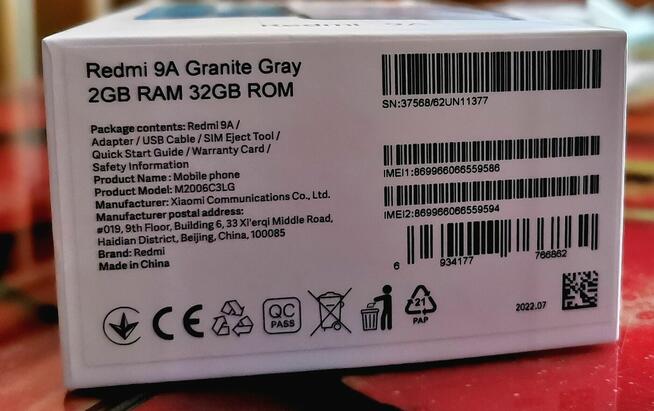 Redmi 9A
Redmi 9A Granite Gray
2GB RAM 32GB ROM
Package contents: Redmi 9A /
Adapter / USB Cable / SIM Eject Tool /
Quick Start Guide / Warranty Card /
Safety Information
Product Name : Mobile phone
Product Model: M2006C3LG
Manufacturer: Xiaomi Communications Co., Ltd.
Manufacturer postal address:
#019, 9th Floor, Building 6, 33 Xi'erqi Middle Road,
Haidian District, Beijing, China, 100085
Brand: Redmi
Made in China
SN:37568/62UN11377
IMEI1:869966066559586
IMEI2:869966066559594
6 934177 766862
CE
QC
PASS
21
PAP
2022.07